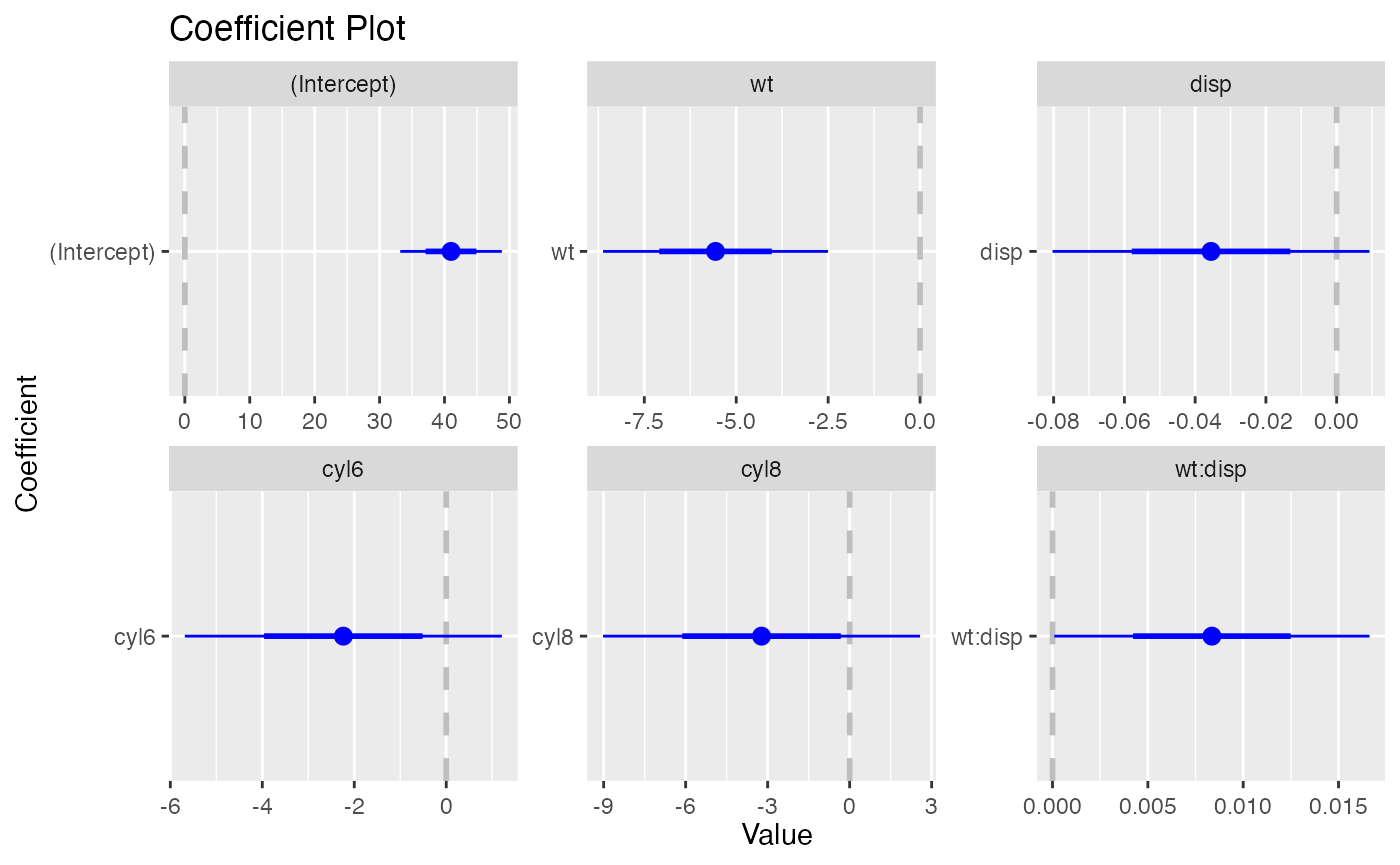 Coefficient Plot
(Intercept) wt disp
(Intercept) wt disp
0 10 20 30 40 50 -7.5 -5.0 -2.5 0.0 -0.08 -0.06 -0.04 -0.02 0.00
Coefficient
cyl6 cyl8 wt:disp
cyl6 cyl8 wt:disp
-6 -4 -2 0 -9 -6 -3 0 3 0.000 0.005 0.010 0.015
Value